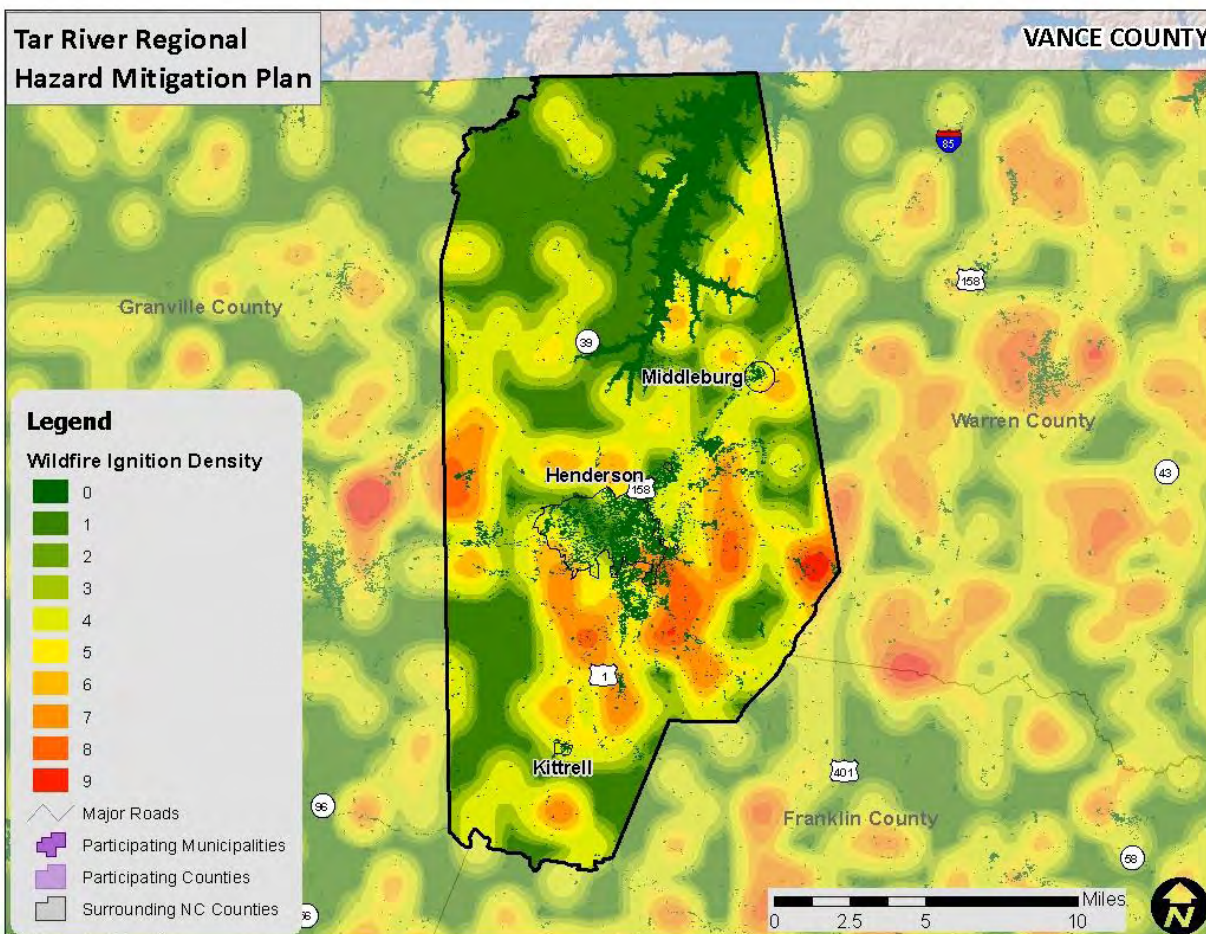 Tar River Regional
Hazard Mitigation Plan
VANCE COUNTY
85
158
Granville County
39
Middleburg
Warren County
43
Henderson
158
1
Kittrell
401
Franklin County
96
58
56
Legend
Wildfire Ignition Density
0
1
2
3
4
5
6
7
8
9
Major Roads
Participating Municipalities
Participating Counties
Surrounding NC Counties
Miles
0 2.5 5 10
N